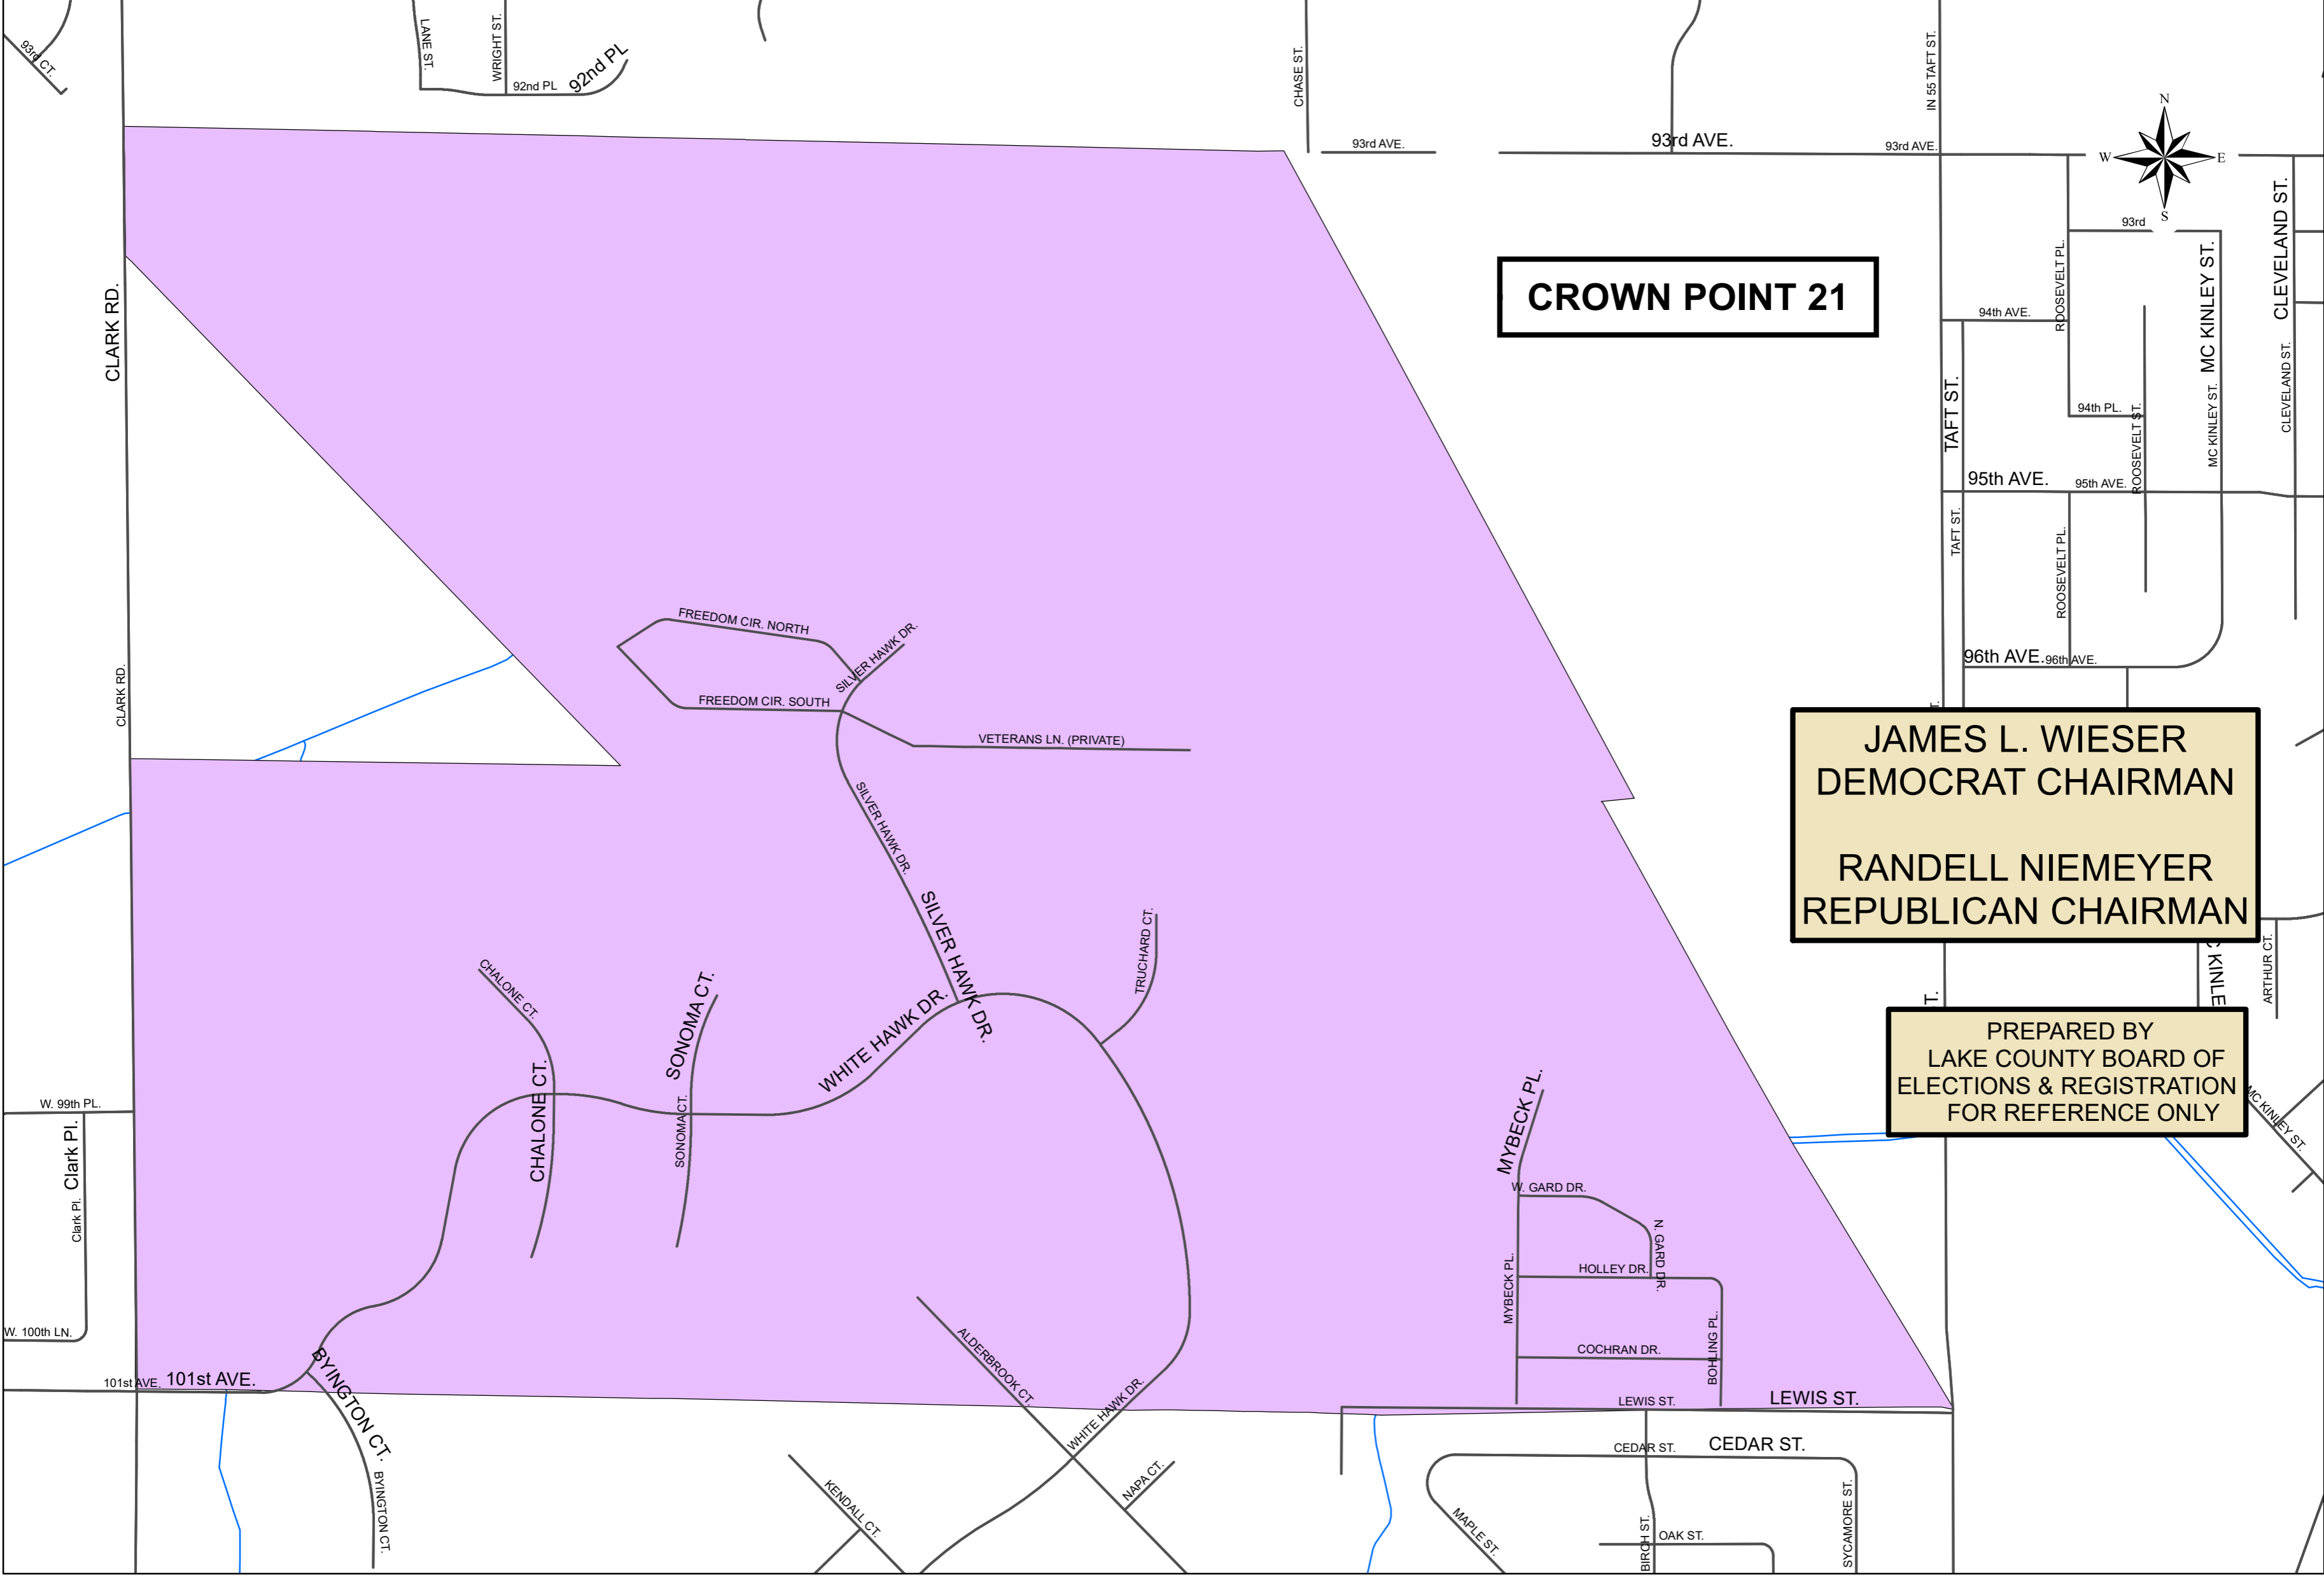 93rd CT.
LANE ST.
WRIGHT ST.
92nd PL
92nd PL
CHASE ST.
IN 55 TAFT ST.
93rd AVE.
93rd AVE.
93rd AVE.
N
W
E
S
93rd
CLEVELAND ST.
CLEVELAND ST.
ROOSEVELT PL.
MC KINLEY ST.
MC KINLEY ST.
CROWN POINT 21
CLARK RD.
CLARK RD.
94th AVE.
94th PL.
TAFT ST.
ROOSEVELT ST.
95th AVE.
95th AVE.
TAFT ST.
ROOSEVELT PL.
96th AVE.
96th AVE.
T.
FREEDOM CIR. NORTH
SILVER HAWK DR.
FREEDOM CIR. SOUTH
VETERANS LN. (PRIVATE)
SILVER HAWK DR.
SILVER HAWK DR.
JAMES L. WIESER
DEMOCRAT CHAIRMAN
RANDELL NIEMEYER
REPUBLICAN CHAIRMAN
C KINLE
ARTHUR CT.
T.
PREPARED BY
LAKE COUNTY BOARD OF
ELECTIONS & REGISTRATION
FOR REFERENCE ONLY
MC KINLEY ST.
TRUCHARD CT.
CHALONE CT.
CHALONE CT.
SONOMA CT.
SONOMA CT.
WHITE HAWK DR.
MYBECK PL.
MYBECK PL.
W. GARD DR.
N. GARD DR.
HOLLEY DR.
COCHRAN DR.
BOHLING PL.
W. 99th PL.
Clark Pl.
Clark Pl.
W. 100th LN.
101st AVE.
101st AVE.
BYINGTON CT.
BYINGTON CT.
ALDERBROOK CT.
WHITE HAWK DR.
LEWIS ST.
LEWIS ST.
KENDALL CT.
NAPA CT.
CEDAR ST.
CEDAR ST.
MAPLE ST.
BIRCH ST.
OAK ST.
SYCAMORE ST.